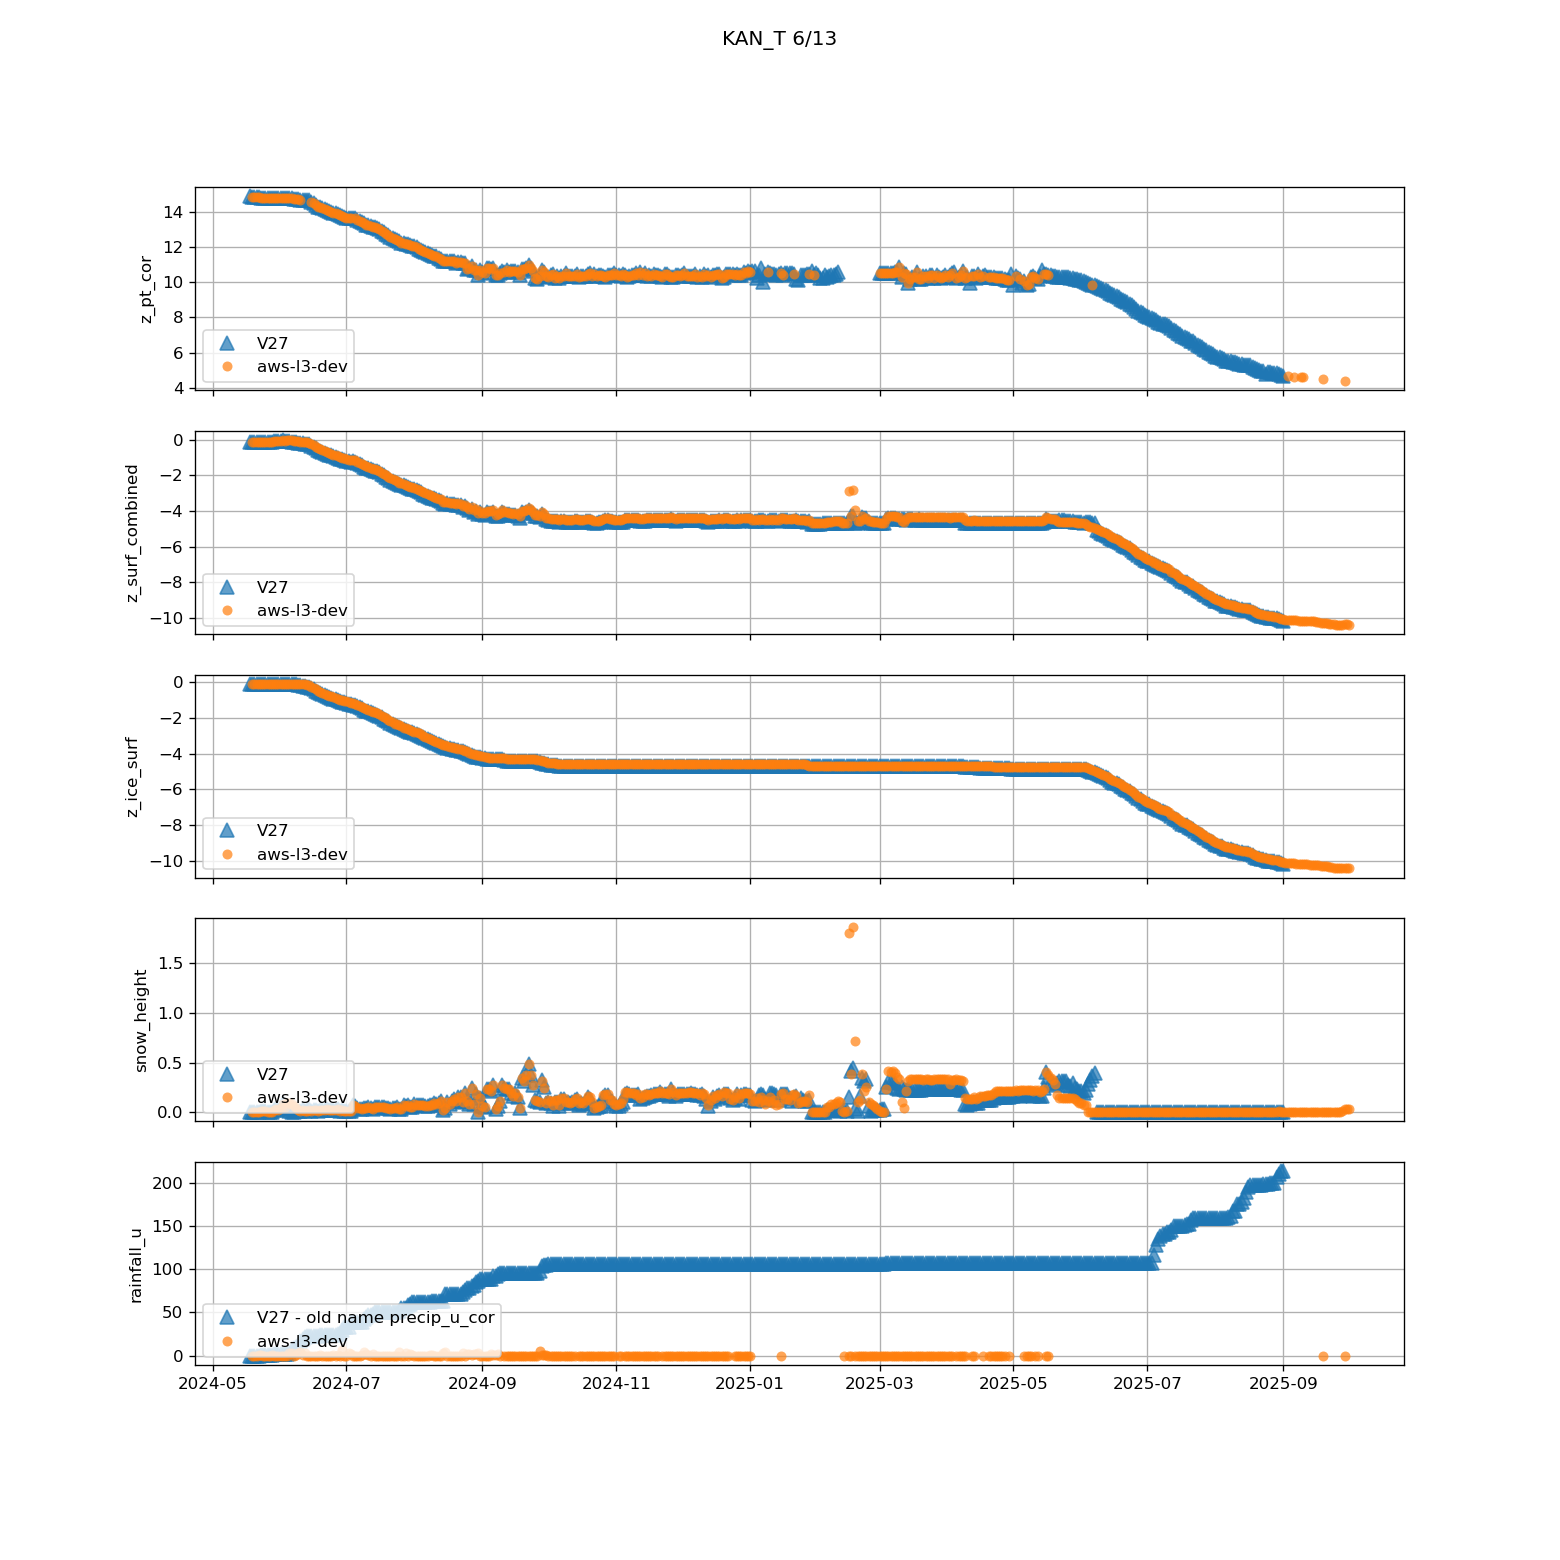 KAN_T 6/13
z_pt_cor
14
12
10
8
6
4
V27
aws-l3-dev
z_surf_combined
0
−2
−4
−6
−8
−10
V27
aws-l3-dev
z_ice_surf
0
−2
−4
−6
−8
−10
V27
aws-l3-dev
snow_height
1.5
1.0
0.5
0.0
V27
aws-l3-dev
rainfall_u
200
150
100
50
0
V27 - old name precip_u_cor
aws-l3-dev
2024-05 2024-07 2024-09 2024-11 2025-01 2025-03 2025-05 2025-07 2025-09